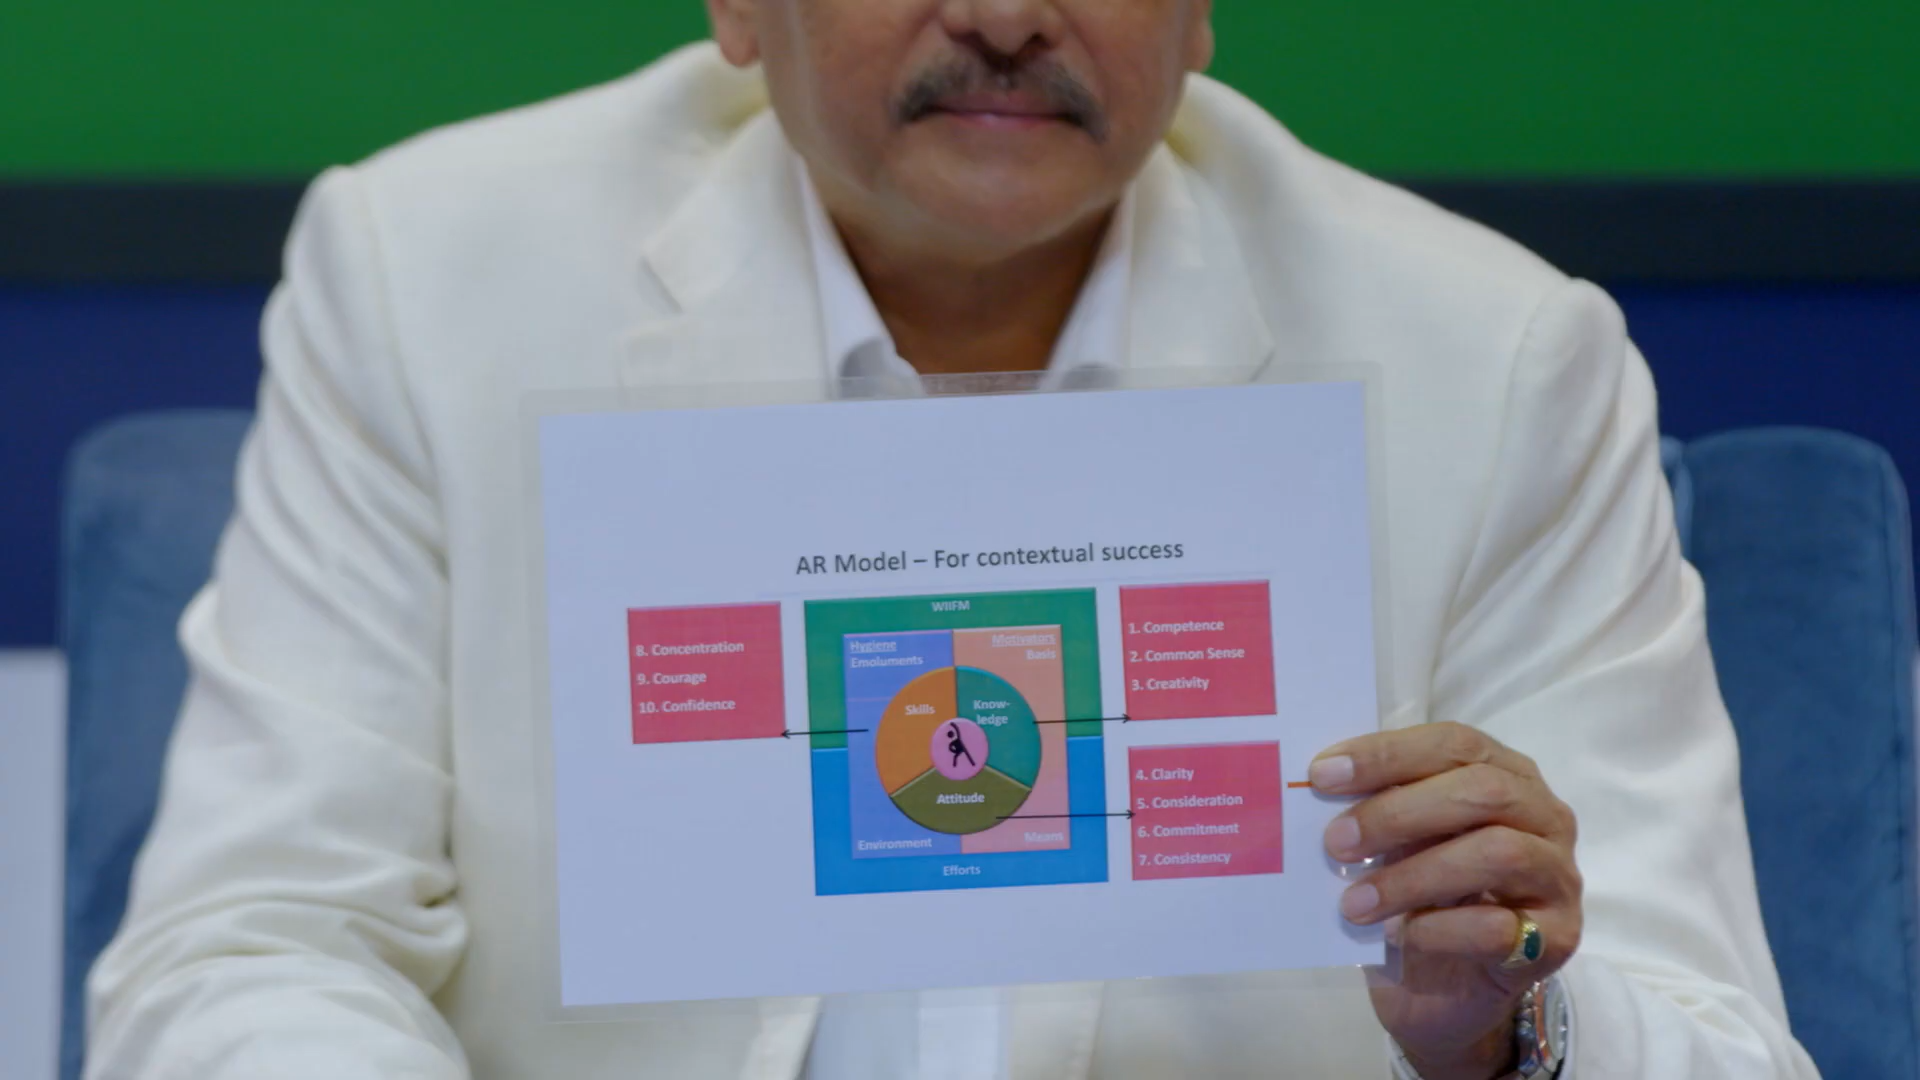 AR Model – For contextual success
8. Concentration
9. Courage
10. Confidence
WIIFM
Hygiene
Emoluments
Motivators
Basis
Skills
Know-
ledge
Attitude
Environment
Means
Efforts
1. Competence
2. Common Sense
3. Creativity
4. Clarity
5. Consideration
6. Commitment
7. Consistency